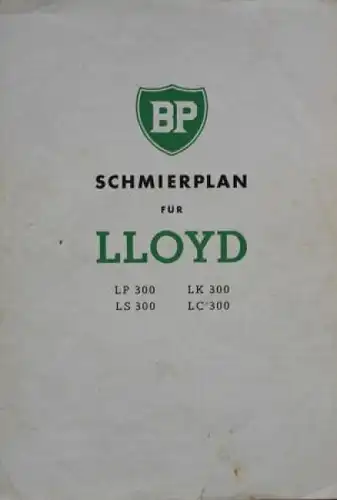 BP
SCHMIERPLAN
FÜR
LLOYD
LP 300 LK 300
LS 300 LC 300